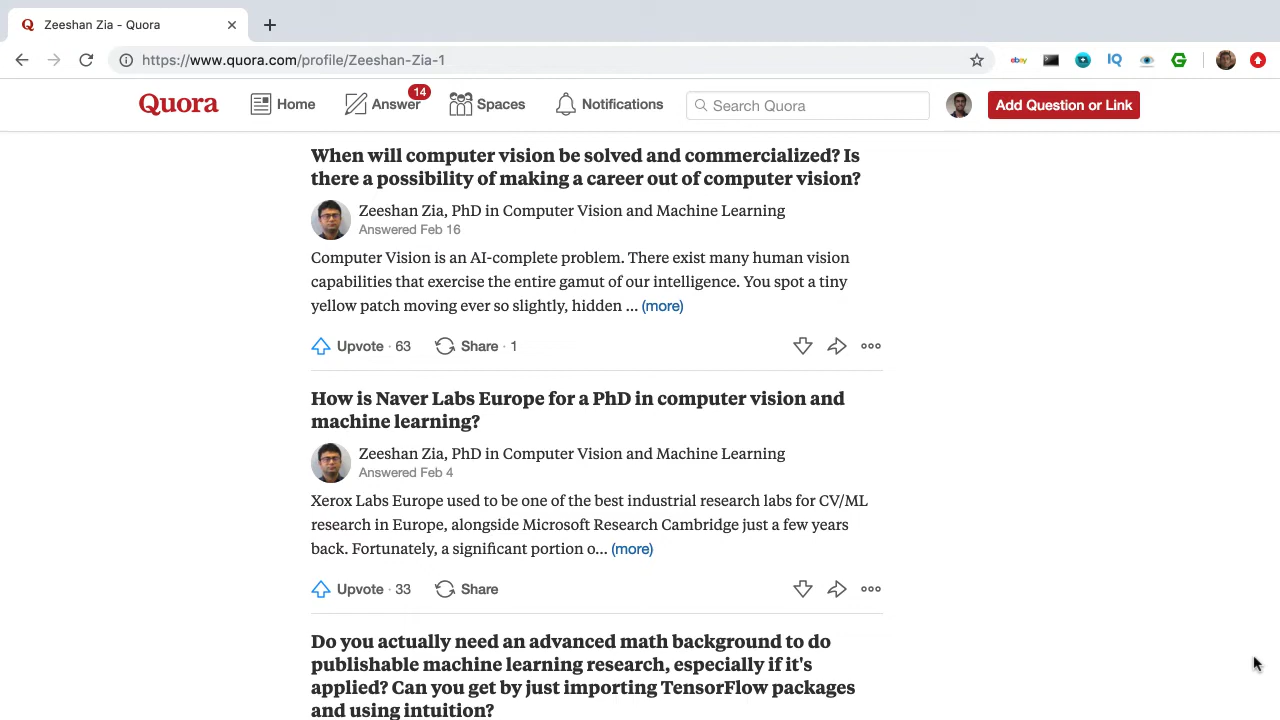 Zeeshan Zia - Quora
https://www.quora.com/profile/Zeeshan-Zia-1
ebay
IQ
Quora
Home
Answer
14
Spaces
Notifications
Search Quora
Add Question or Link
When will computer vision be solved and commercialized? Is
there a possibility of making a career out of computer vision?
Zeeshan Zia, PhD in Computer Vision and Machine Learning
Answered Feb 16
Computer Vision is an AI-complete problem. There exist many human vision
capabilities that exercise the entire gamut of our intelligence. You spot a tiny
yellow patch moving ever so slightly, hidden ... (more)
Upvote · 63 Share · 1
How is Naver Labs Europe for a PhD in computer vision and
machine learning?
Zeeshan Zia, PhD in Computer Vision and Machine Learning
Answered Feb 4
Xerox Labs Europe used to be one of the best industrial research labs for CV/ML
research in Europe, alongside Microsoft Research Cambridge just a few years
back. Fortunately, a significant portion o... (more)
Upvote · 33 Share
Do you actually need an advanced math background to do
publishable machine learning research, especially if it's
applied? Can you get by just importing TensorFlow packages
and using intuition?